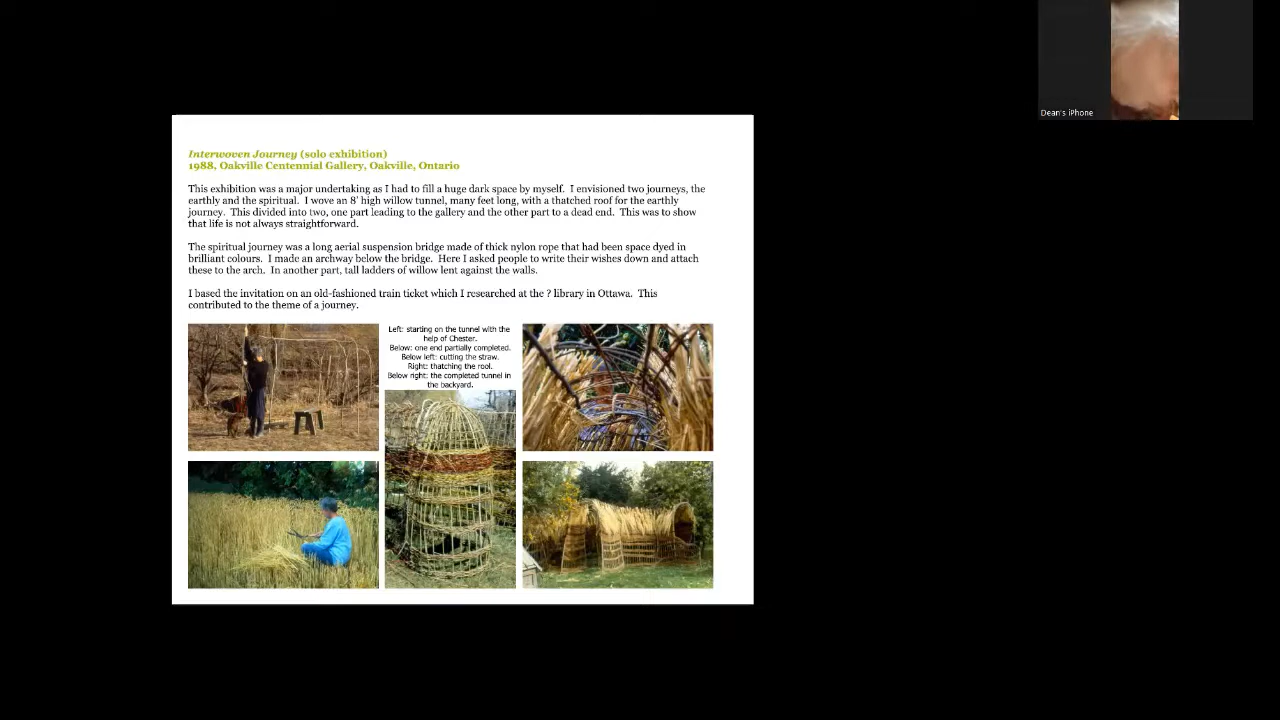 Interwoven Journey (solo exhibition)
1988, Oakville Centennial Gallery, Oakville, Ontario
This exhibition was a major undertaking as I had to fill a huge dark space by myself.  I envisioned two journeys, the
earthly and the spiritual.  I wove an 8' high willow tunnel, many feet long, with a thatched roof for the earthly
journey.  This divided into two, one part leading to the gallery and the other part to a dead end.  This was to show
that life is not always straightforward.
The spiritual journey was a long aerial suspension bridge made of thick nylon rope that had been space dyed in
brilliant colours.  I made an archway below the bridge.  Here I asked people to write their wishes down and attach
these to the arch.  In another part, tall ladders of willow lent against the walls.
I based the invitation on an old-fashioned train ticket which I researched at the ? library in Ottawa.  This
contributed to the theme of a journey.
Left: starting on the tunnel with the
help of Chester.
Below: one end partially completed.
Below left: cutting the straw.
Right: thatching the rool.
Below right: the completed tunnel in
the backyard.
Dean's iPhone